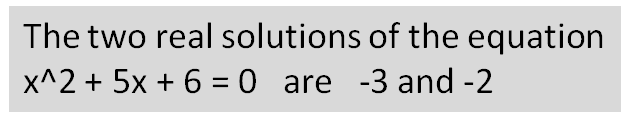 The two real solutions of the equation
x^2 + 5x + 6 = 0   are   -3 and -2